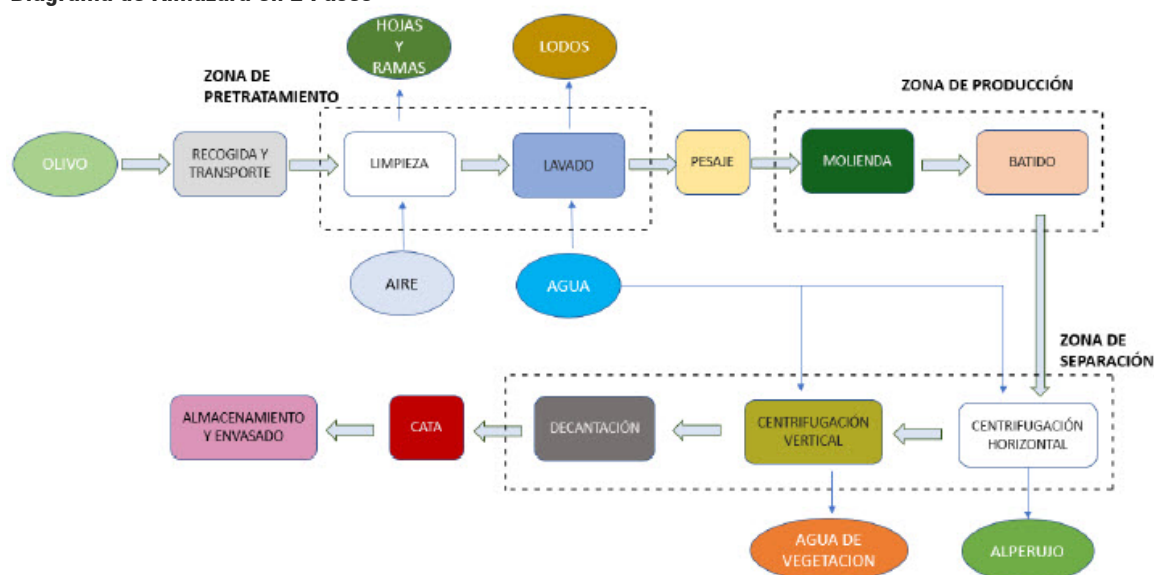 HOJAS
Y
RAMAS
LODOS
ZONA DE
PRETRATAMIENTO
ZONA DE PRODUCCIÓN
OLIVO
RECOGIDA Y
TRANSPORTE
LIMPIEZA
LAVADO
PESAJE
MOLIENDA
BATIDO
AIRE
AGUA
ZONA DE
SEPARACIÓN
ALMACENAMIENTO
Y ENVASADO
CATA
DECANTACIÓN
CENTRIFUGACIÓN
VERTICAL
CENTRIFUGACIÓN
HORIZONTAL
AGUA DE
VEGETACION
ALPERUJO